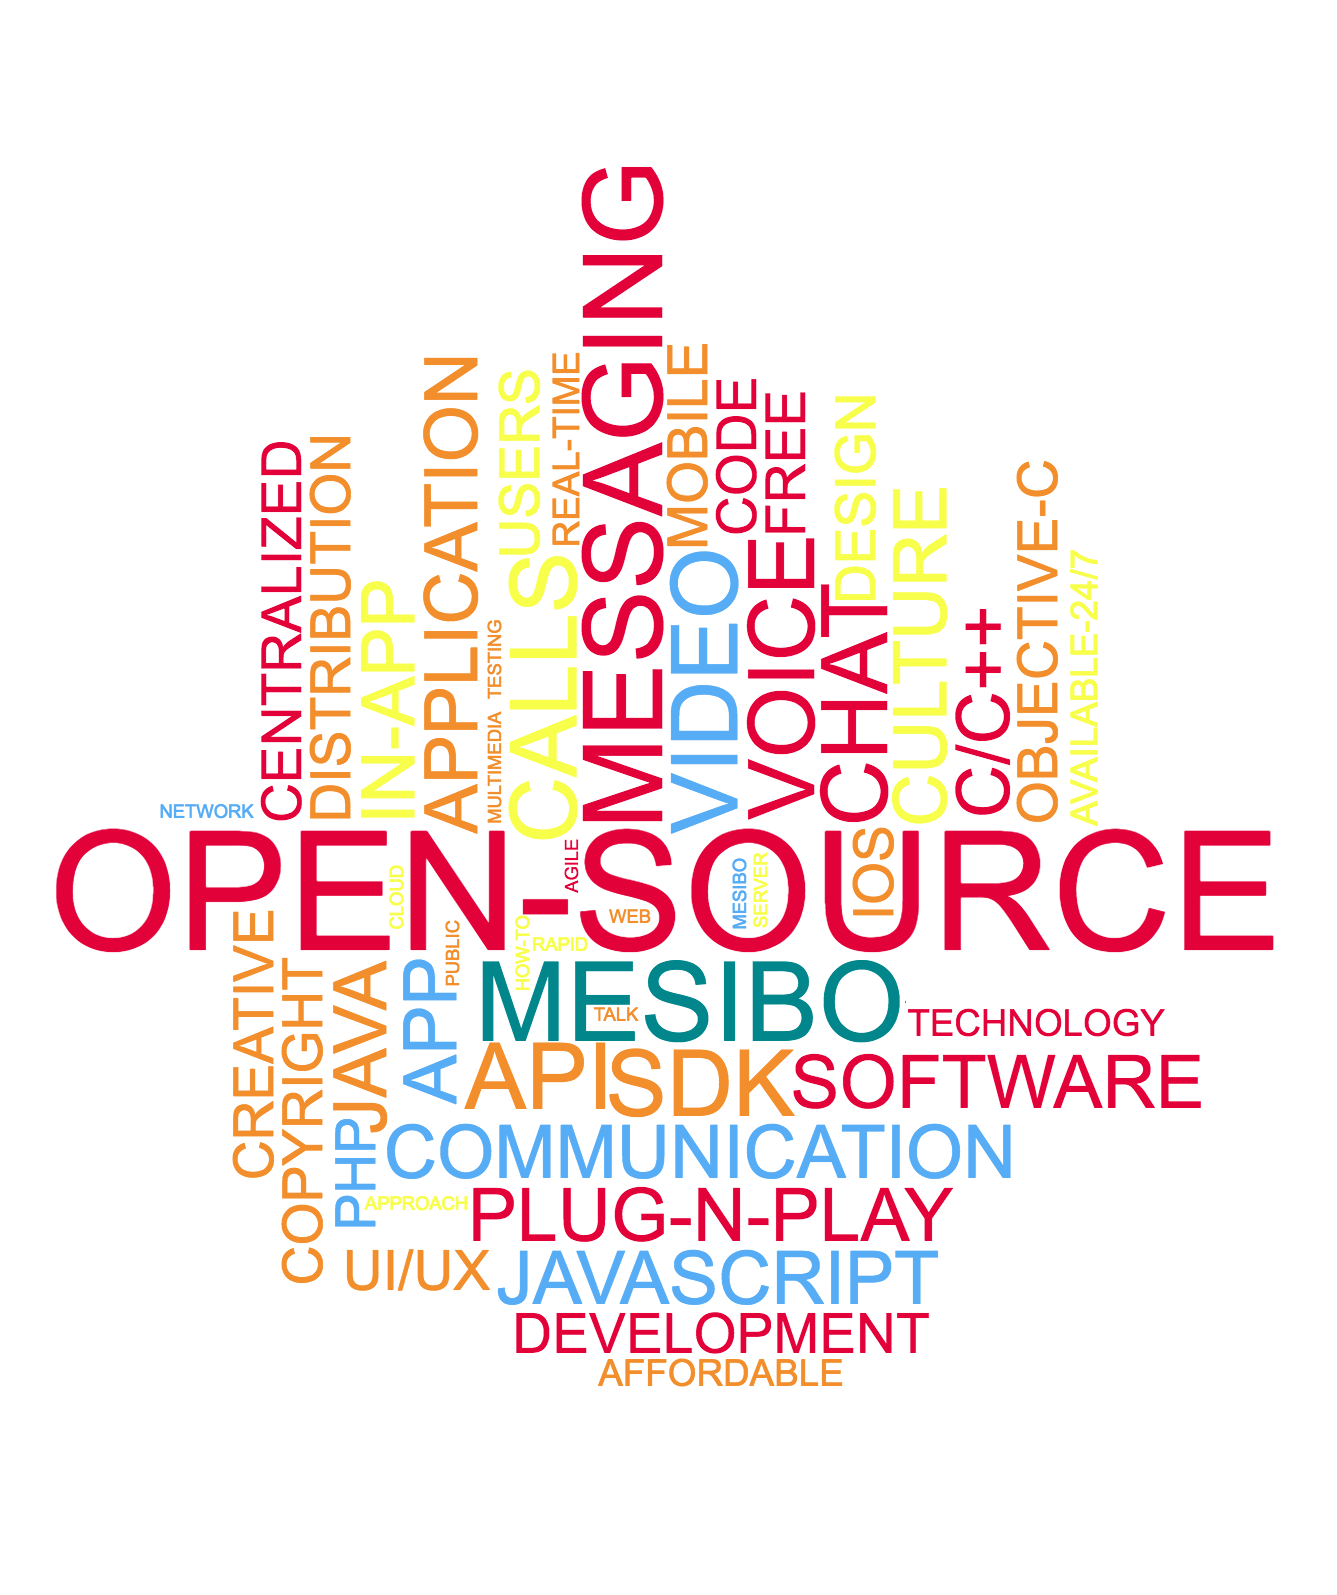 CENTRALIZED
DISTRIBUTION
IN-APP
APPLICATION
MULTIMEDIA
TESTING
USERS
CALLS
REAL-TIME
MESSAGING
MOBILE
VIDEO
CODE
FREE
VOICE
CHAT
DESIGN
CULTURE
C/C++
OBJECTIVE-C
AVAILABLE-24/7
NETWORK
OPEN-SOURCE
CLOUD
AGILE
WEB
MESIBO
SERVER
IOS
PUBLIC
HOW-TO
RAPID
CREATIVE
COPYRIGHT
JAVA
APP
MESIBO
TALK
TECHNOLOGY
API
SDK
SOFTWARE
PHP
COMMUNICATION
APPROACH
PLUG-N-PLAY
UI/UX
JAVASCRIPT
DEVELOPMENT
AFFORDABLE